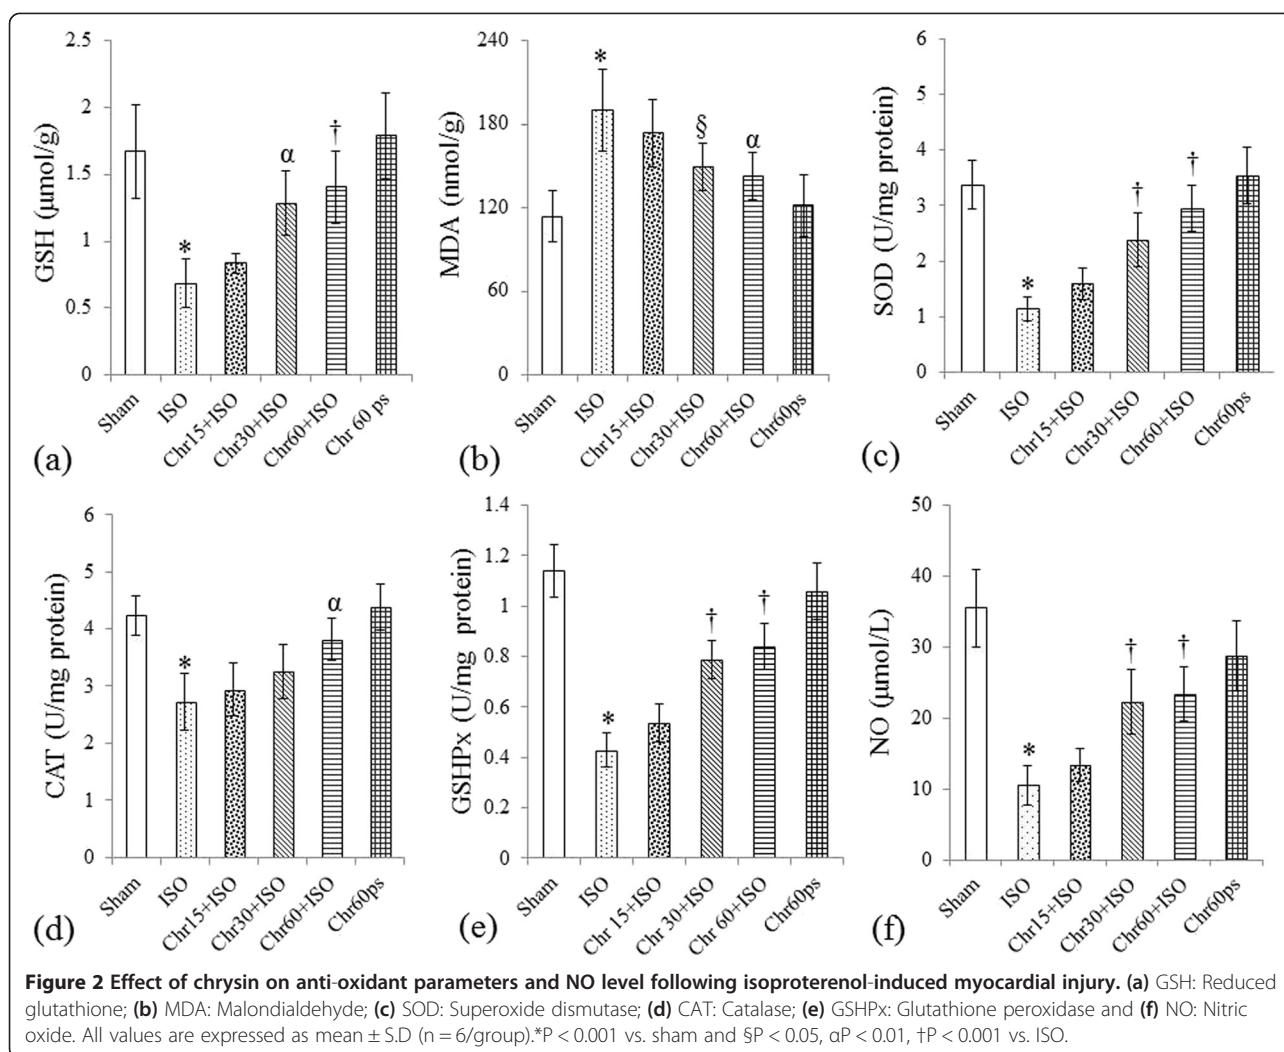 2.5
2
1.5
1
0.5
0
GSH (µmol/g)
*
α
†
Sham
ISO
Chr15+ISO
Chr30+ISO
Chr60+ISO
Chr 60 ps
(a)
240
180
120
60
0
MDA (nmol/g)
*
§
α
Sham
ISO
Chr15+ISO
Chr30+ISO
Chr60+ISO
Chr60ps
(b)
6
5
4
3
2
1
0
SOD (U/mg protein)
*
†
†
Sham
ISO
Chr15+ISO
Chr30+ISO
Chr60+ISO
Chr60ps
(c)
6
5
4
3
2
1
0
CAT (U/mg protein)
*
α
Sham
ISO
Chr15+ISO
Chr30+ISO
Chr60+ISO
Chr60ps
(d)
1.4
1.2
1
0.8
0.6
0.4
0.2
0
GSHPx (U/mg protein)
*
†
†
Sham
ISO
Chr 15+ISO
Chr 30+ISO
Chr 60+ISO
Chr60ps
(e)
50
40
30
20
10
0
NO (µmol/L)
*
†
†
Sham
ISO
Chr15+ISO
Chr30+ISO
Chr60+ISO
Chr60ps
(f)
Figure 2 Effect of chrysin on anti-oxidant parameters and NO level following isoproterenol-induced myocardial injury. (a) GSH: Reduced
glutathione; (b) MDA: Malondialdehyde; (c) SOD: Superoxide dismutase; (d) CAT: Catalase; (e) GSHPx: Glutathione peroxidase and (f) NO: Nitric
oxide. All values are expressed as mean ± S.D (n = 6/group).*P < 0.001 vs. sham and §P < 0.05, αP < 0.01, †P < 0.001 vs. ISO.